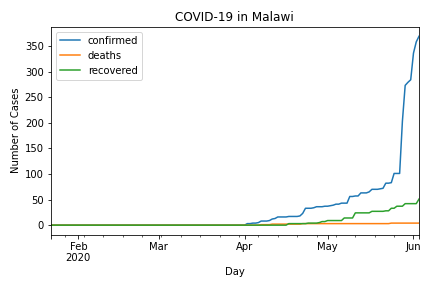 COVID-19 in Malawi
confirmed
deaths
recovered
Number of Cases
350
300
250
200
150
100
50
0
Feb Mar Apr May Jun
2020
Day